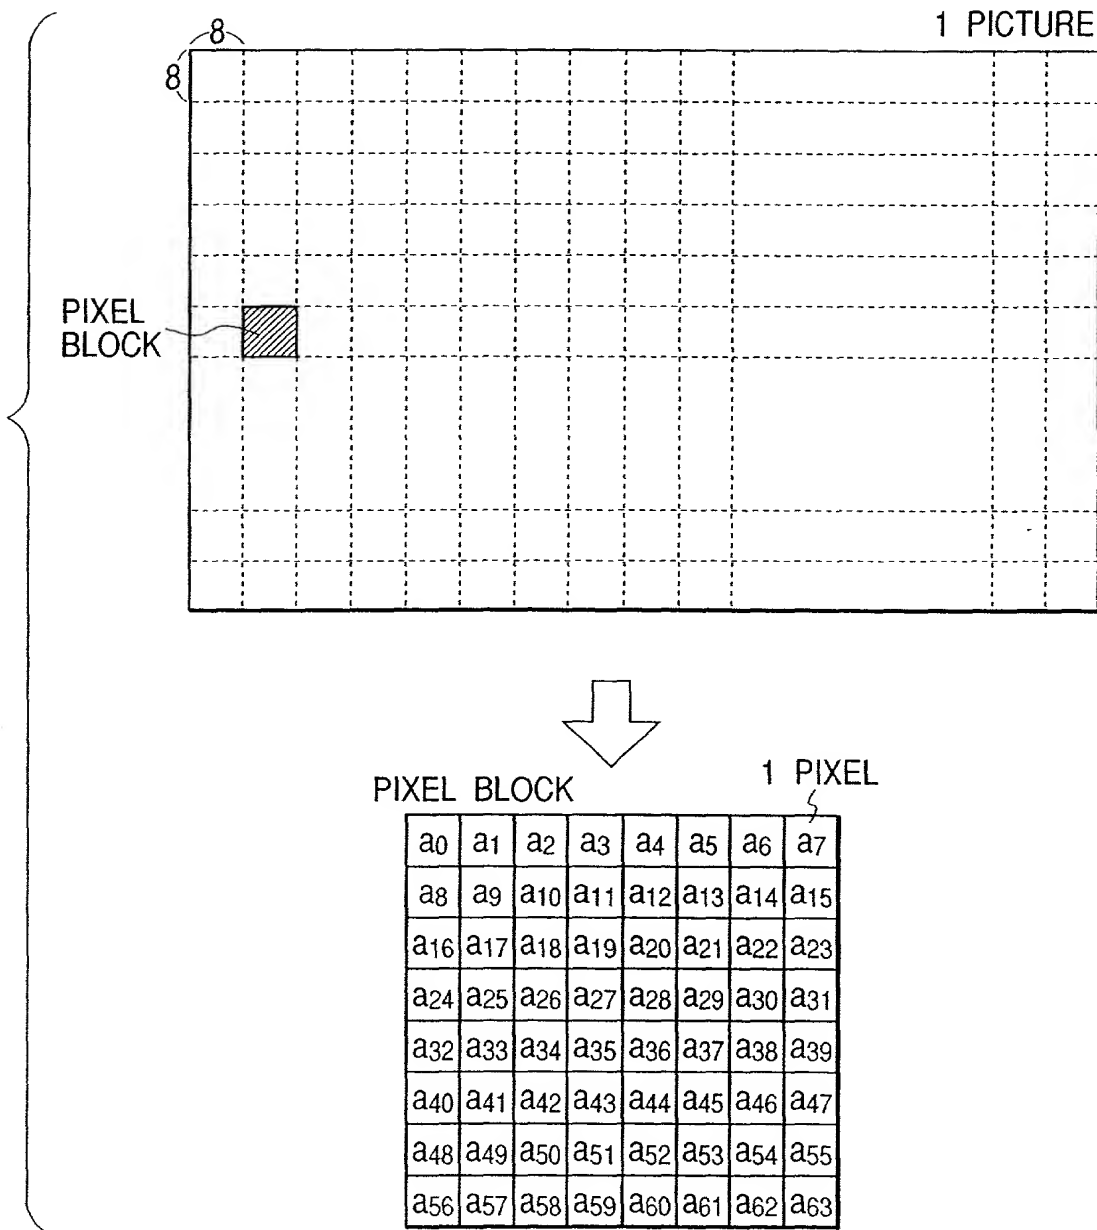 1 PICTURE
8
8
PIXEL
BLOCK
PIXEL BLOCK
1 PIXEL
a0 a1 a2 a3 a4 a5 a6 a7
a8 a9 a10 a11 a12 a13 a14 a15
a16 a17 a18 a19 a20 a21 a22 a23
a24 a25 a26 a27 a28 a29 a30 a31
a32 a33 a34 a35 a36 a37 a38 a39
a40 a41 a42 a43 a44 a45 a46 a47
a48 a49 a50 a51 a52 a53 a54 a55
a56 a57 a58 a59 a60 a61 a62 a63